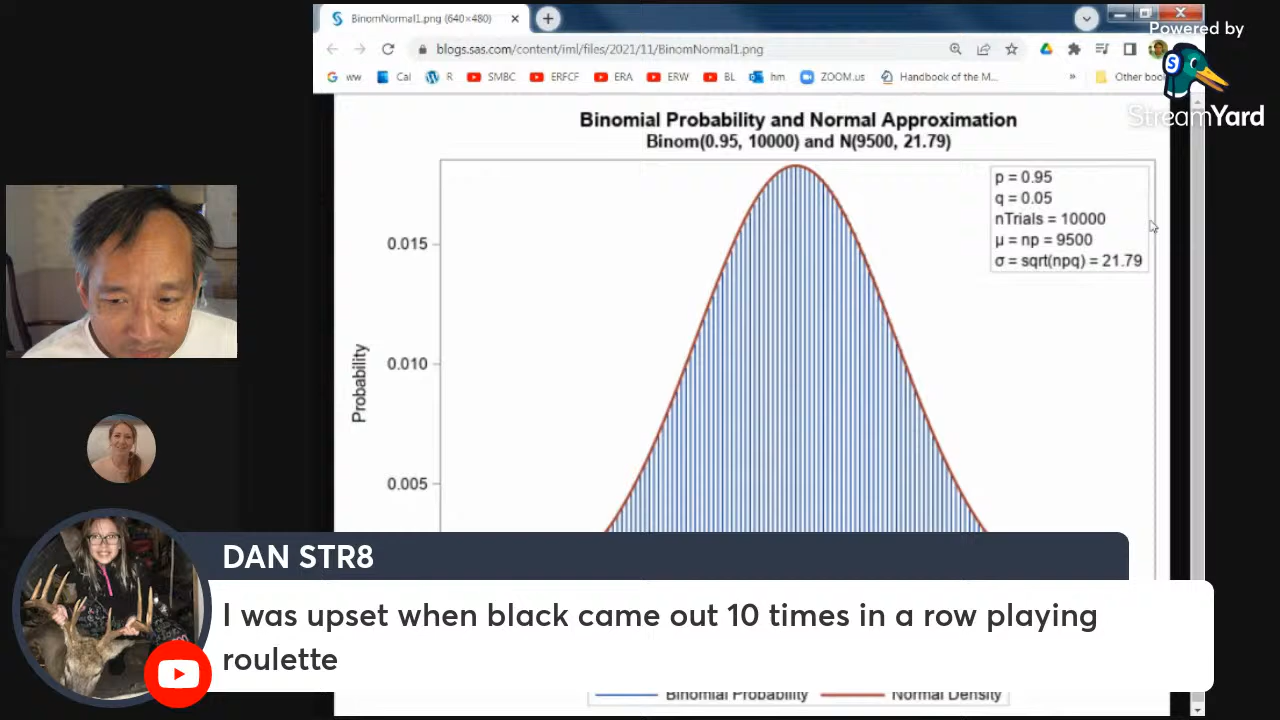 BinomNormal1.png (640×480)
Powered by
StreamYard
blogs.sas.com/content/iml/files/2021/11/BinomNormal1.png
ww
Cal
R
SMBC
ERFCF
ERA
ERW
BL
hm
ZOOM.us
Handbook of the M...
»
Other boo
Binomial Probability and Normal Approximation
Binom(0.95, 10000) and N(9500, 21.79)
p = 0.95
q = 0.05
nTrials = 10000
μ = np = 9500
σ = sqrt(npq) = 21.79
0.015
0.010
0.005
Probability
DAN STR8
I was upset when black came out 10 times in a row playing
roulette
Binomial Probability
Normal Density